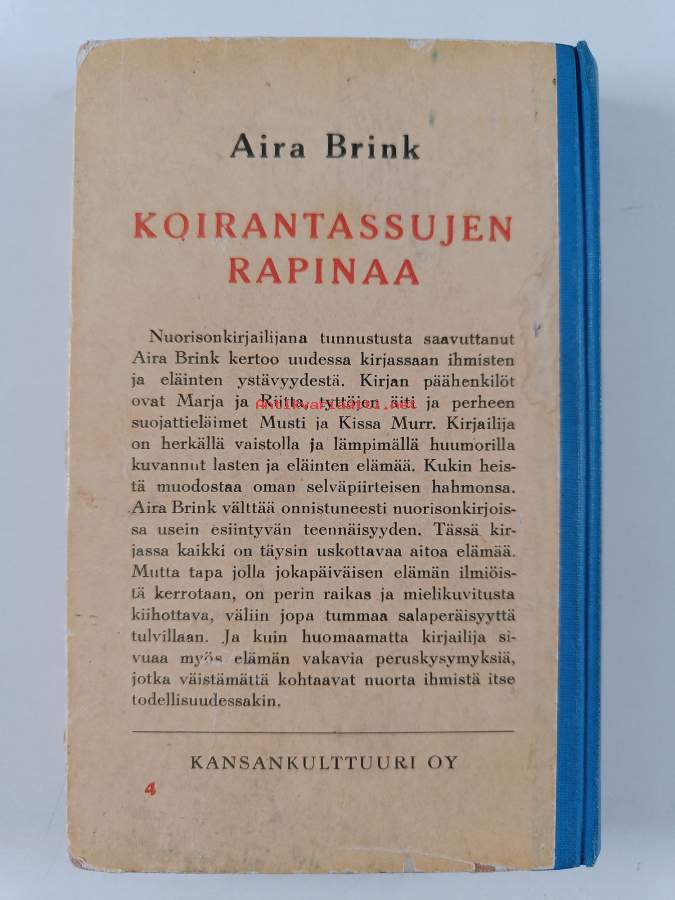 Aira Brink
KOIRANTASSUJEN
RAPINAA
Nuorisonkirjailijana tunnustusta saavuttanut
Aira Brink kertoo uudessa kirjassaan ihmisten
ja eläinten ystävyydestä. Kirjan päähenkilöt
ovat Marja ja Riitta, tyttöjen äiti ja perheen
Antikvariaatti.net
suojattieläimet Musti ja Kissa Murr. Kirjailija
on herkällä vaistolla ja lämpimällä huumorilla
kuvannut lasten ja eläinten elämää. Kukin heis-
tä muodostaa oman selväpiirteisen hahmonsa.
Aira Brink välttää onnistuneesti nuorisonkirjois-
sa usein esiintyvän teennäisyyden. Tässä kir-
jassa kaikki on täysin uskottavaa aitoa elämää.
Mutta tapa jolla jokapäiväisen elämän ilmiöis-
tä kerrotaan, on perin raikas ja mielikuvitusta
kiihottava, väliin jopa tummaa salaperäisyyttä
tulvillaan. Ja kuin huomaamatta kirjailija si-
vuaa myös elämän vakavia peruskysymyksiä,
jotka väistämättä kohtaavat nuorta ihmistä itse
todellisuudessakin.
KANSANKULTTUURI OY
4